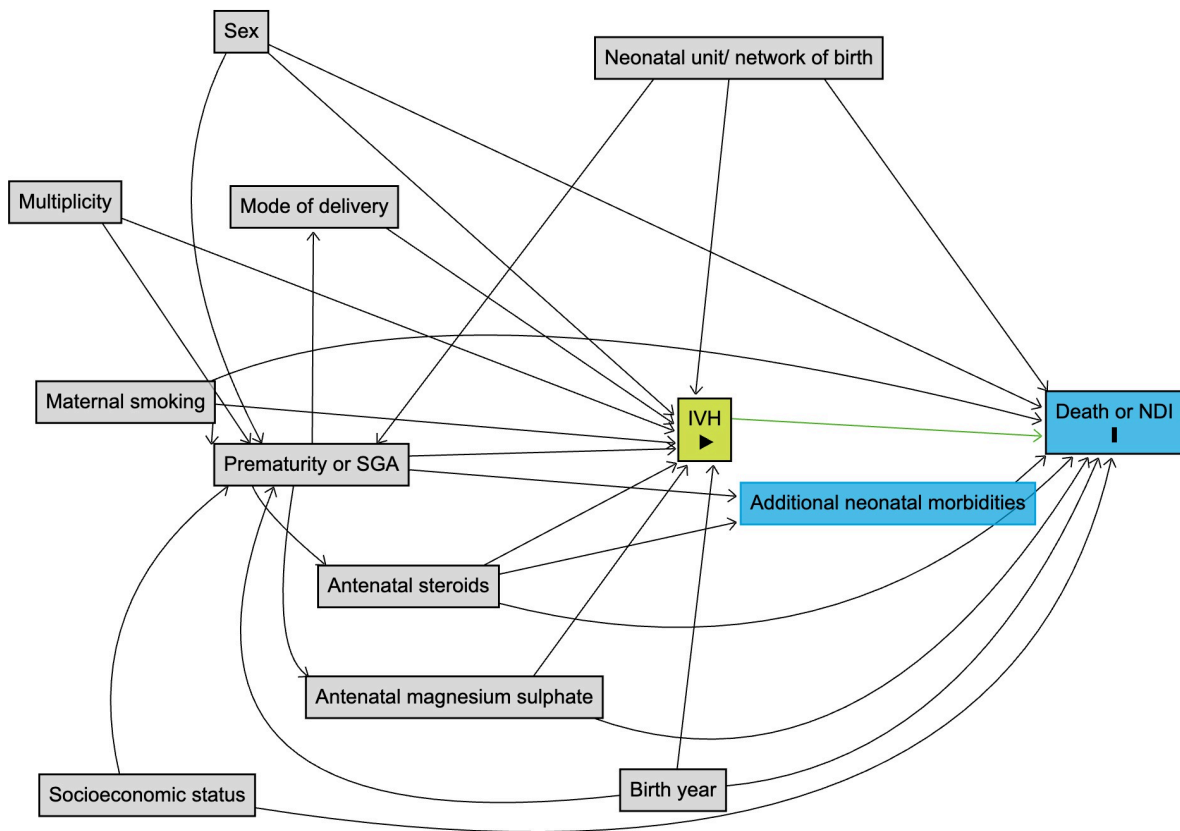 Sex
Neonatal unit/ network of birth
Multiplicity
Mode of delivery
Maternal smoking
IVH
Death or NDI
Prematurity or SGA
Additional neonatal morbidities
Antenatal steroids
Antenatal magnesium sulphate
Socioeconomic status
Birth year